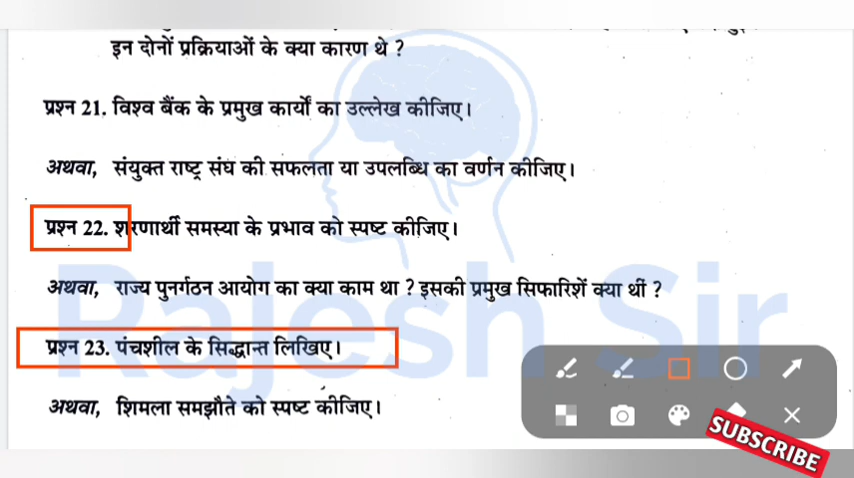 इन दोनों प्रक्रियाओं के क्या कारण थे ?
प्रश्न 21. विश्व बैंक के प्रमुख कार्यों का उल्लेख कीजिए।
अथवा, संयुक्त राष्ट्र संघ की सफलता या उपलब्धि का वर्णन कीजिए।
प्रश्न 22. शरणार्थी समस्या के प्रभाव को स्पष्ट कीजिए।
अथवा, राज्य पुनर्गठन आयोग का क्या काम था ? इसकी प्रमुख सिफारिशें क्या थीं ?
प्रश्न 23. पंचशील के सिद्धान्त लिखिए।
अथवा, शिमला समझौते को स्पष्ट कीजिए।
Rajesh Sir
SUBSCRIBE